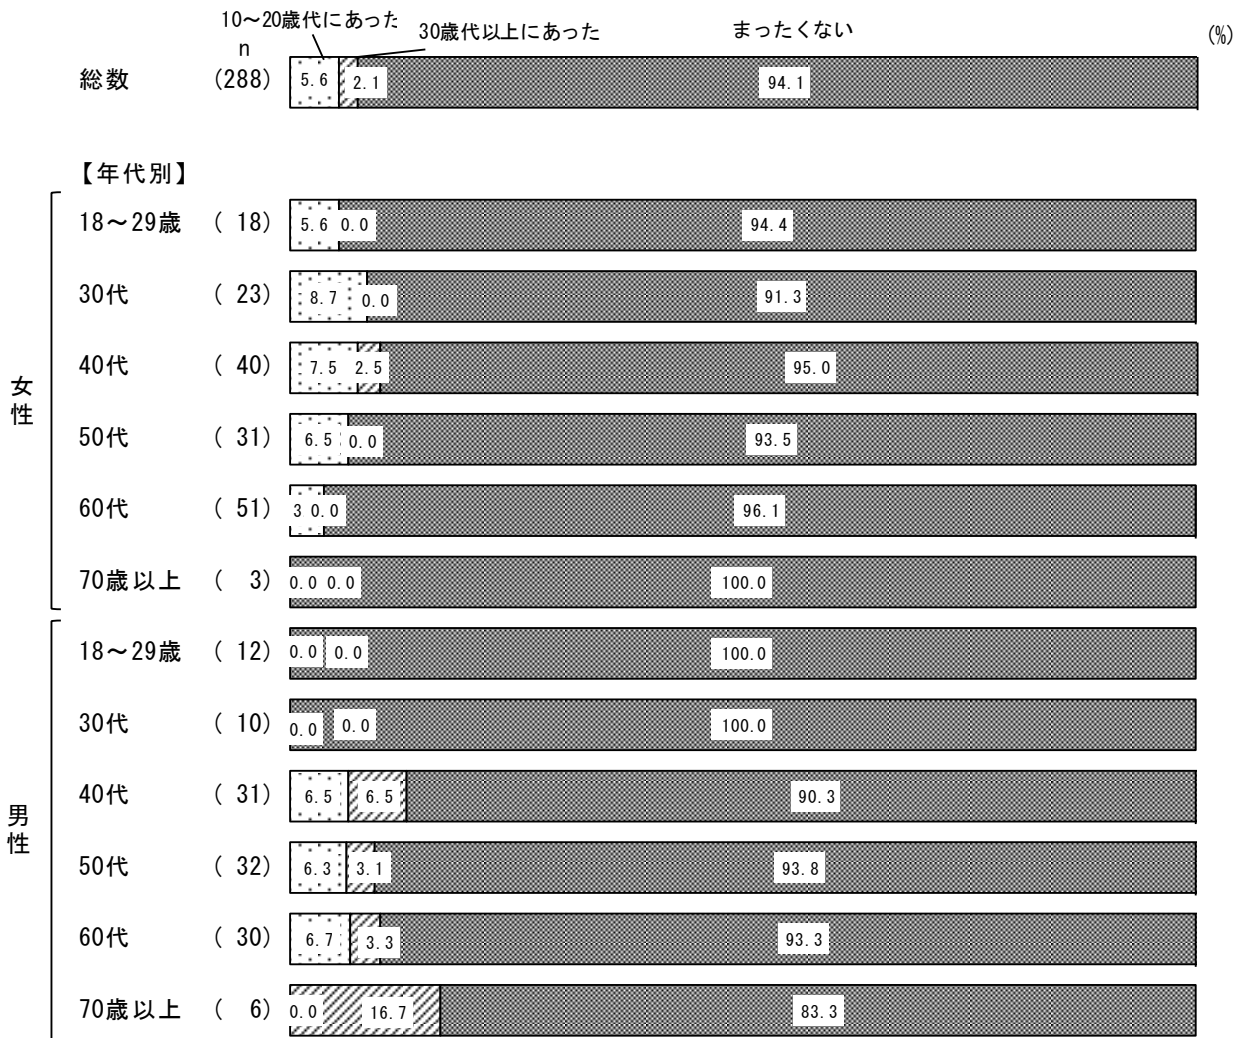 10～20歳代にあった
30歳代以上にあった
まったくない
(%)
n
総数 (288) 5.6 2.1 94.1
【年代別】
女性
18～29歳 ( 18) 5.6 0.0 94.4
30代 ( 23) 8.7 0.0 91.3
40代 ( 40) 7.5 2.5 95.0
50代 ( 31) 6.5 0.0 93.5
60代 ( 51) 3 0.0 96.1
70歳以上 ( 3) 0.0 0.0 100.0
男性
18～29歳 ( 12) 0.0 0.0 100.0
30代 ( 10) 0.0 0.0 100.0
40代 ( 31) 6.5 6.5 90.3
50代 ( 32) 6.3 3.1 93.8
60代 ( 30) 6.7 3.3 93.3
70歳以上 ( 6) 0.0 16.7 83.3